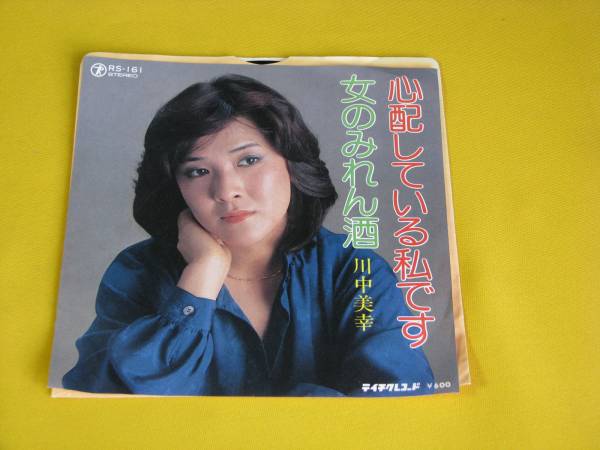 RS-161
STEREO
心配している私です
女のみれん酒
川中美幸
テイチクレコード ¥600